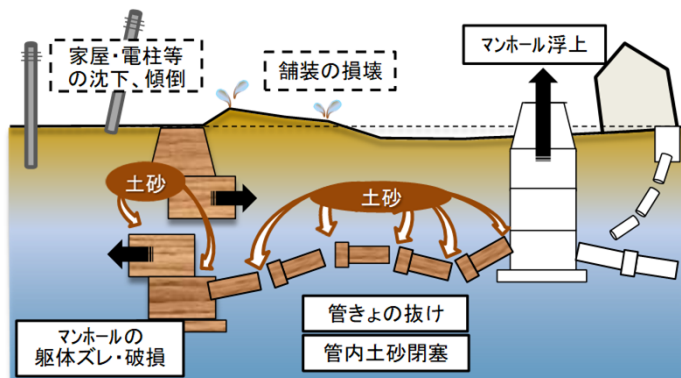 家屋・電柱等
の沈下、傾倒
舗装の損壊
マンホール浮上
土砂
土砂
管きょの抜け
管内土砂閉塞
マンホールの
躯体ズレ・破損